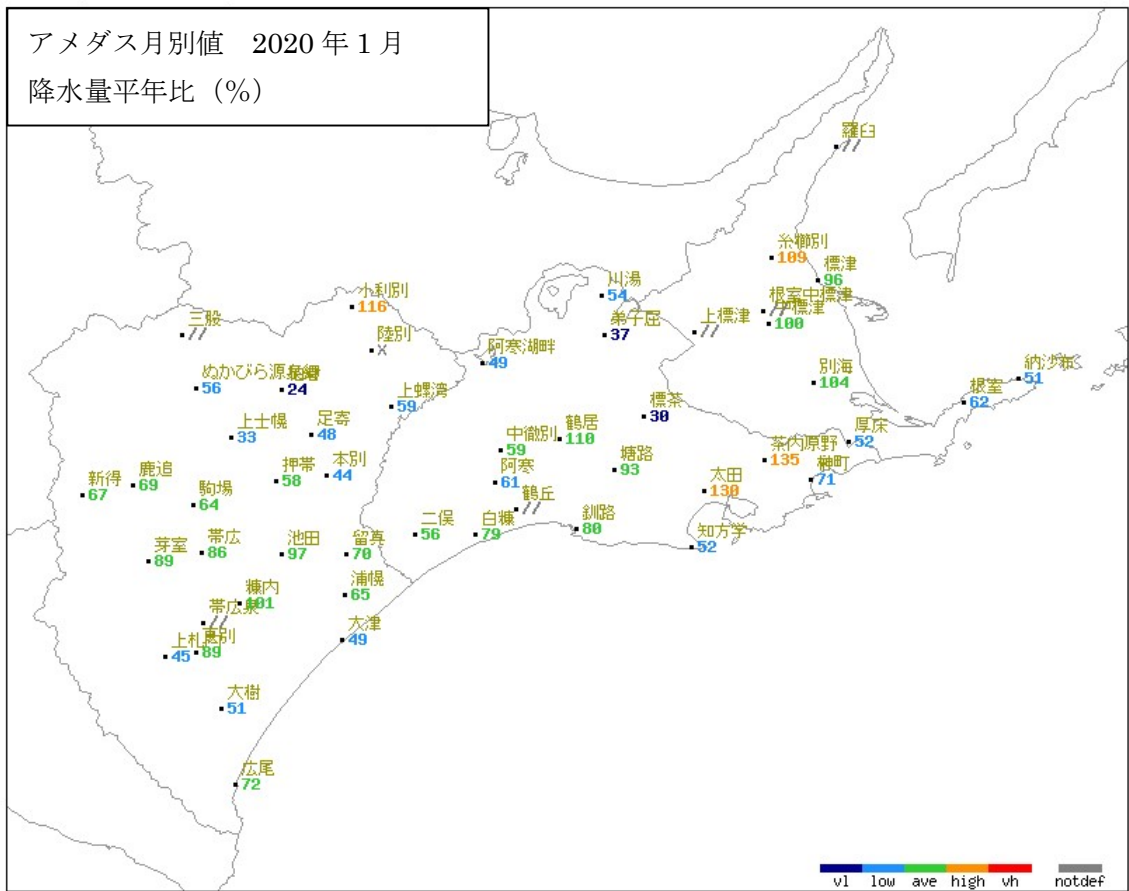 アメダス月別値 2020年1月
降水量平年比（%）
羅臼
//
糸櫛別
109
標津
96
川湯
54
根室中標津
//
中標津
100
小利別
116
三股
//
弟子屈
37
上標津
//
陸別
×
阿寒湖畔
49
ぬかびら源泉郷
56
24
上螺湾
59
別海
104
納沙布
51
根室
62
標茶
30
上士幌
33
足寄
48
鶴居
110
厚床
52
中徹別
59
茶内原野
135
榊町
71
塘路
93
新得
67
鹿追
69
押帯
58
本別
44
阿寒
61
太田
130
駒場
64
鶴丘
//
二俣
56
白糠
79
釧路
80
知方学
52
芽室
89
帯広
86
池田
97
留真
70
浦幌
65
糠内
101
帯広泉
//
大津
49
上札
45
更別
89
大樹
51
広尾
72
vl low ave high vh notdef